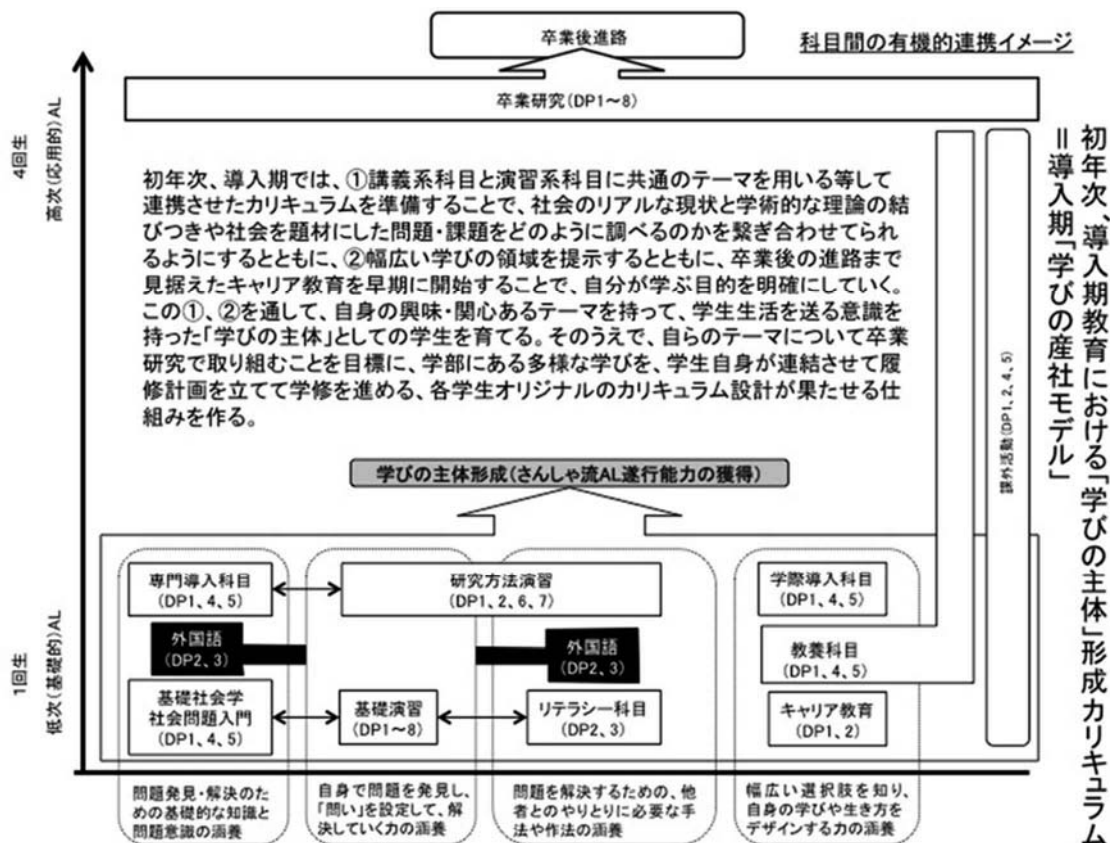 卒業後進路
科目間の有機的連携イメージ
卒業研究(DP1～8)
4回生
高次(応用的)AL
初年次、導入期では、①講義系科目と演習系科目に共通のテーマを用いる等して
連携させたカリキュラムを準備することで、社会のリアルな現状と学術的な理論の結
びつきや社会を題材にした問題・課題をどのように調べるのかを繋ぎ合わせてられ
るようにするとともに、②幅広い学びの領域を提示するとともに、卒業後の進路まで
見据えたキャリア教育を早期に開始することで、自分が学ぶ目的を明確にしていく。
この①、②を通して、自身の興味・関心あるテーマを持って、学生生活を送る意識を
持った「学びの主体」としての学生を育てる。そのうえで、自らのテーマについて卒業
研究で取り組むことを目標に、学部にある多様な学びを、学生自身が連結させて履
修計画を立てて学修を進める、各学生オリジナルのカリキュラム設計が果たせる仕
組みを作る。
初年次、導入期教育における「学びの主体」形成カリキュラム
＝導入期「学びの産社モデル」
課外活動(DP1、2、4、5)
学びの主体形成(さんしゃ流AL遂行能力の獲得)
1回生
低次(基礎的)AL
専門導入科目
(DP1、4、5)
研究方法演習
(DP1、2、6、7)
学際導入科目
(DP1、4、5)
外国語
(DP2、3)
外国語
(DP2、3)
教養科目
(DP1、4、5)
基礎社会学
社会問題入門
(DP1、4、5)
基礎演習
(DP1～8)
リテラシー科目
(DP2、3)
キャリア教育
(DP1、2)
問題発見・解決のた
めの基礎的な知識と
問題意識の涵養
自身で問題を発見し、
「問い」を設定して、解
決していく力の涵養
問題を解決するための、他
者とのやりとりに必要な手
法や作法の涵養
幅広い選択肢を知り、
自身の学びや生き方を
デザインする力の涵養